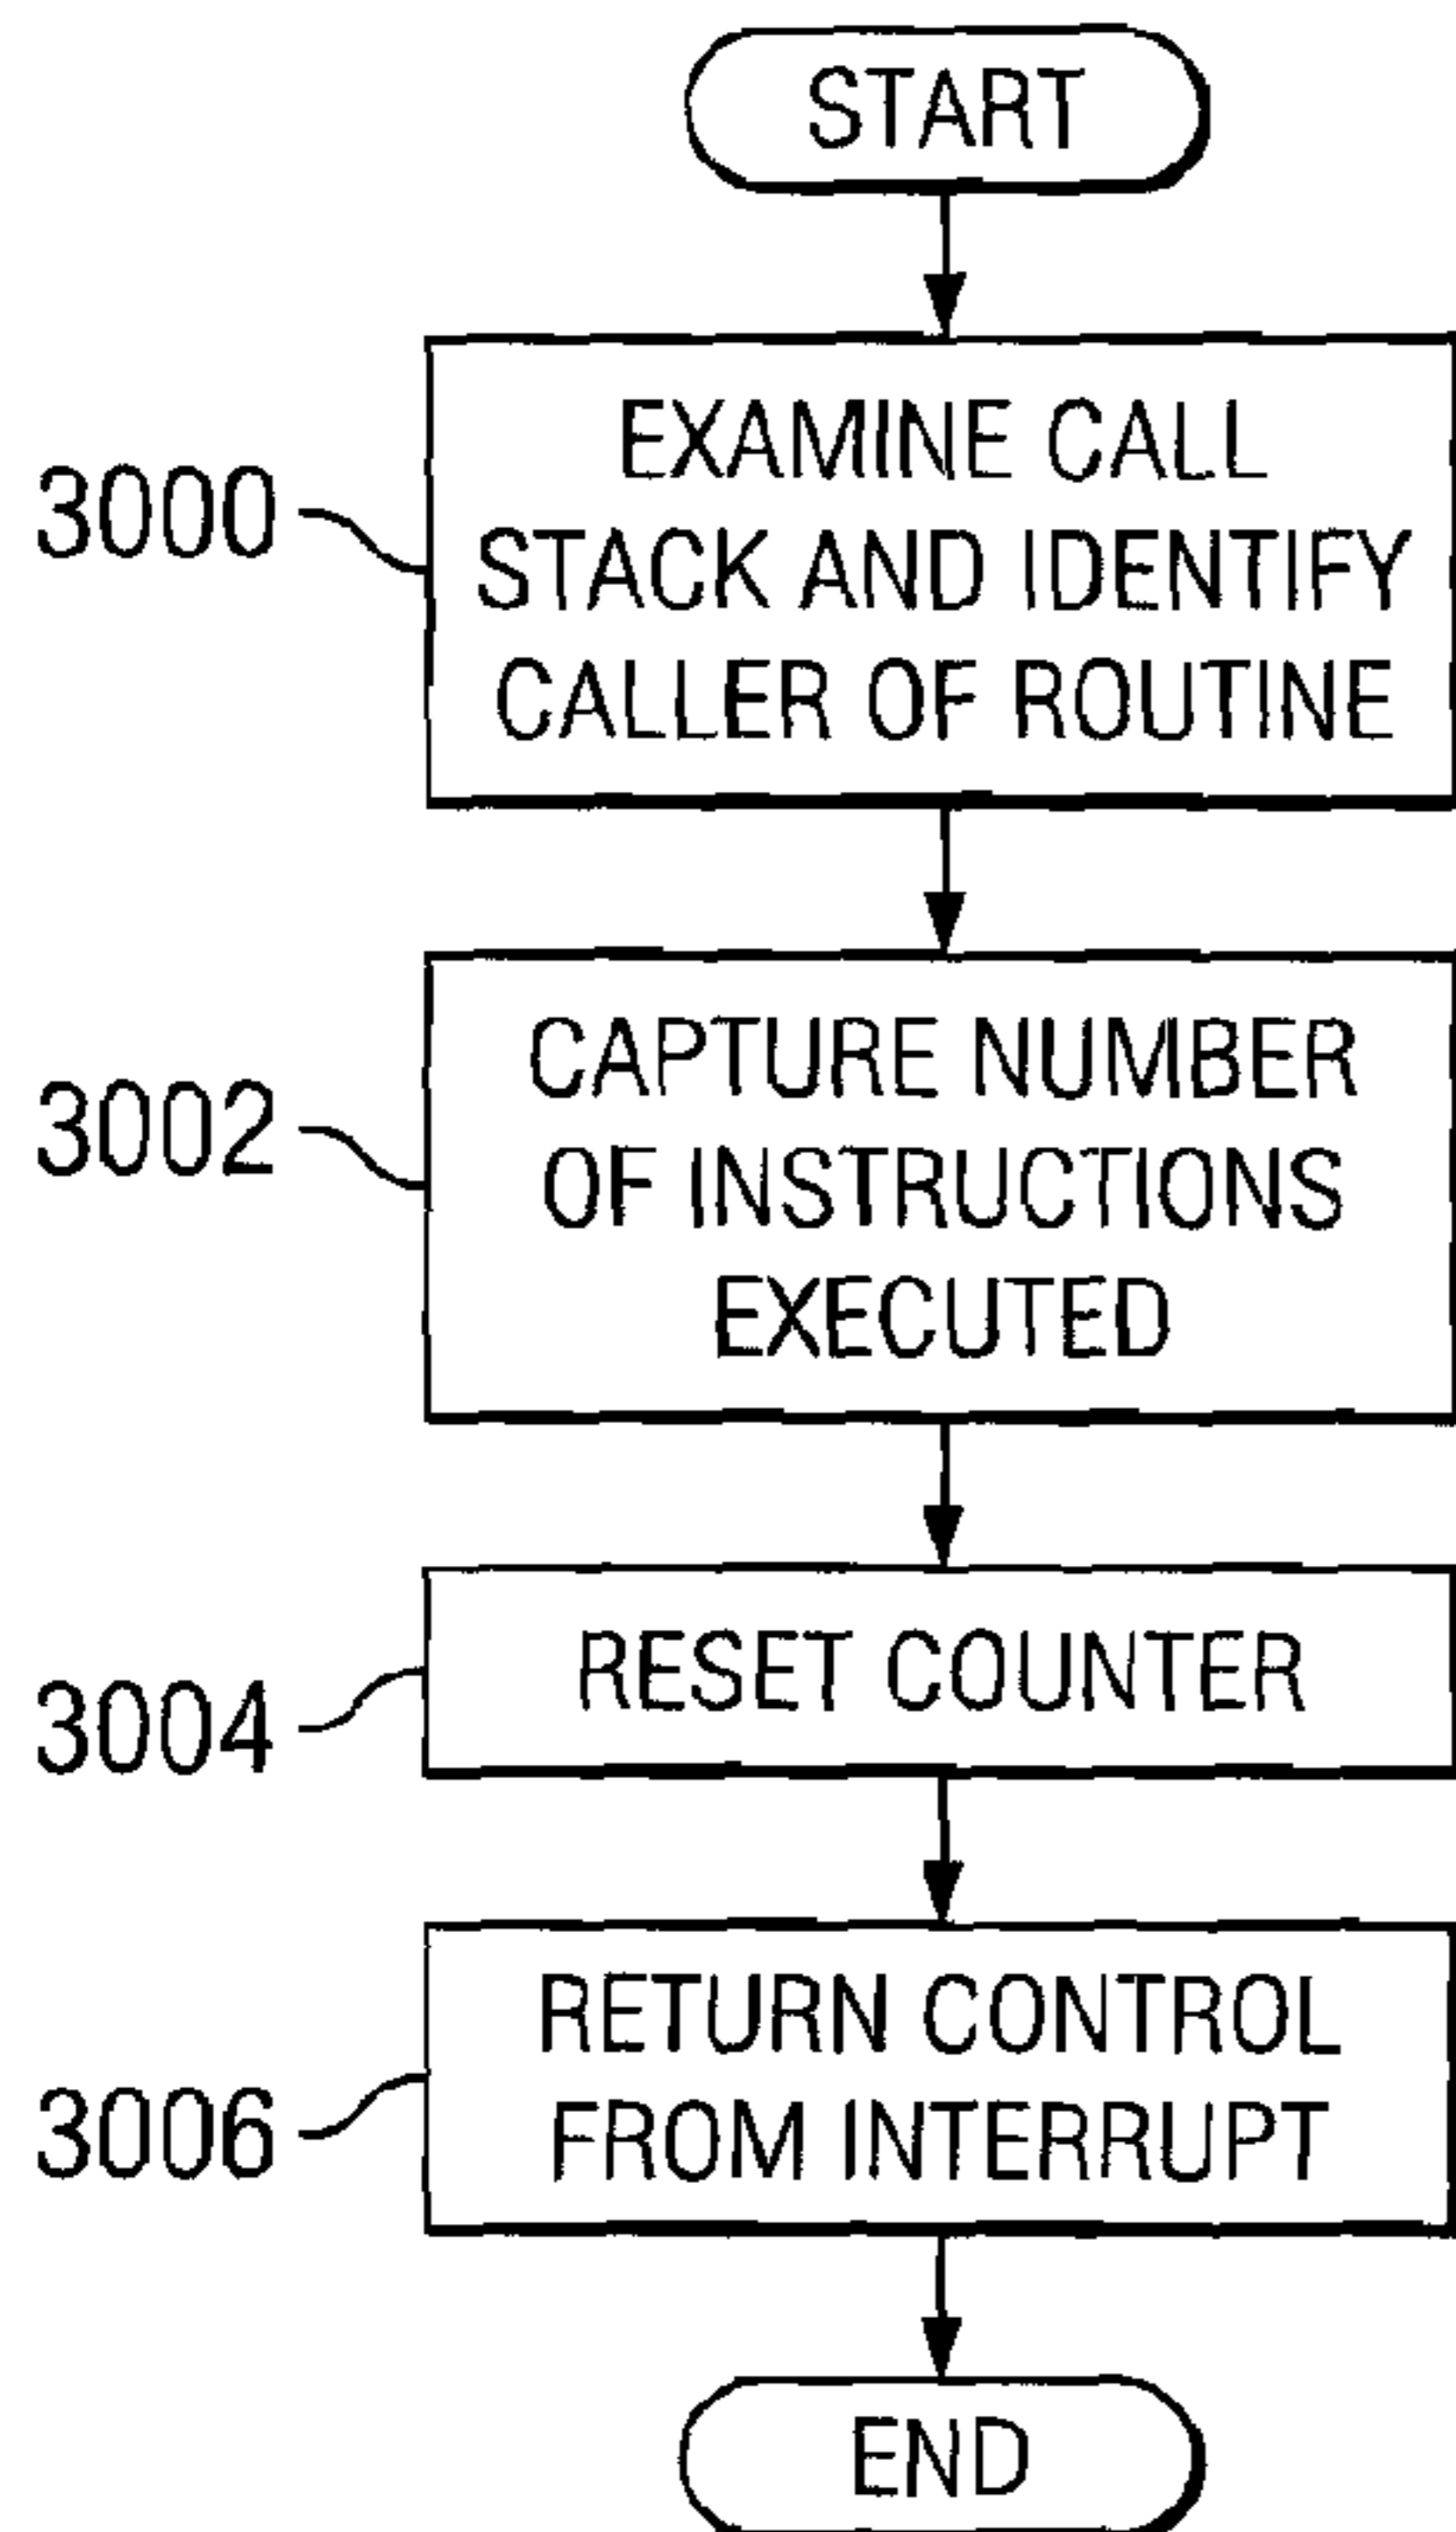 START
3000
EXAMINE CALL
STACK AND IDENTIFY
CALLER OF ROUTINE
3002
CAPTURE NUMBER
OF INSTRUCTIONS
EXECUTED
3004
RESET COUNTER
3006
RETURN CONTROL
FROM INTERRUPT
END